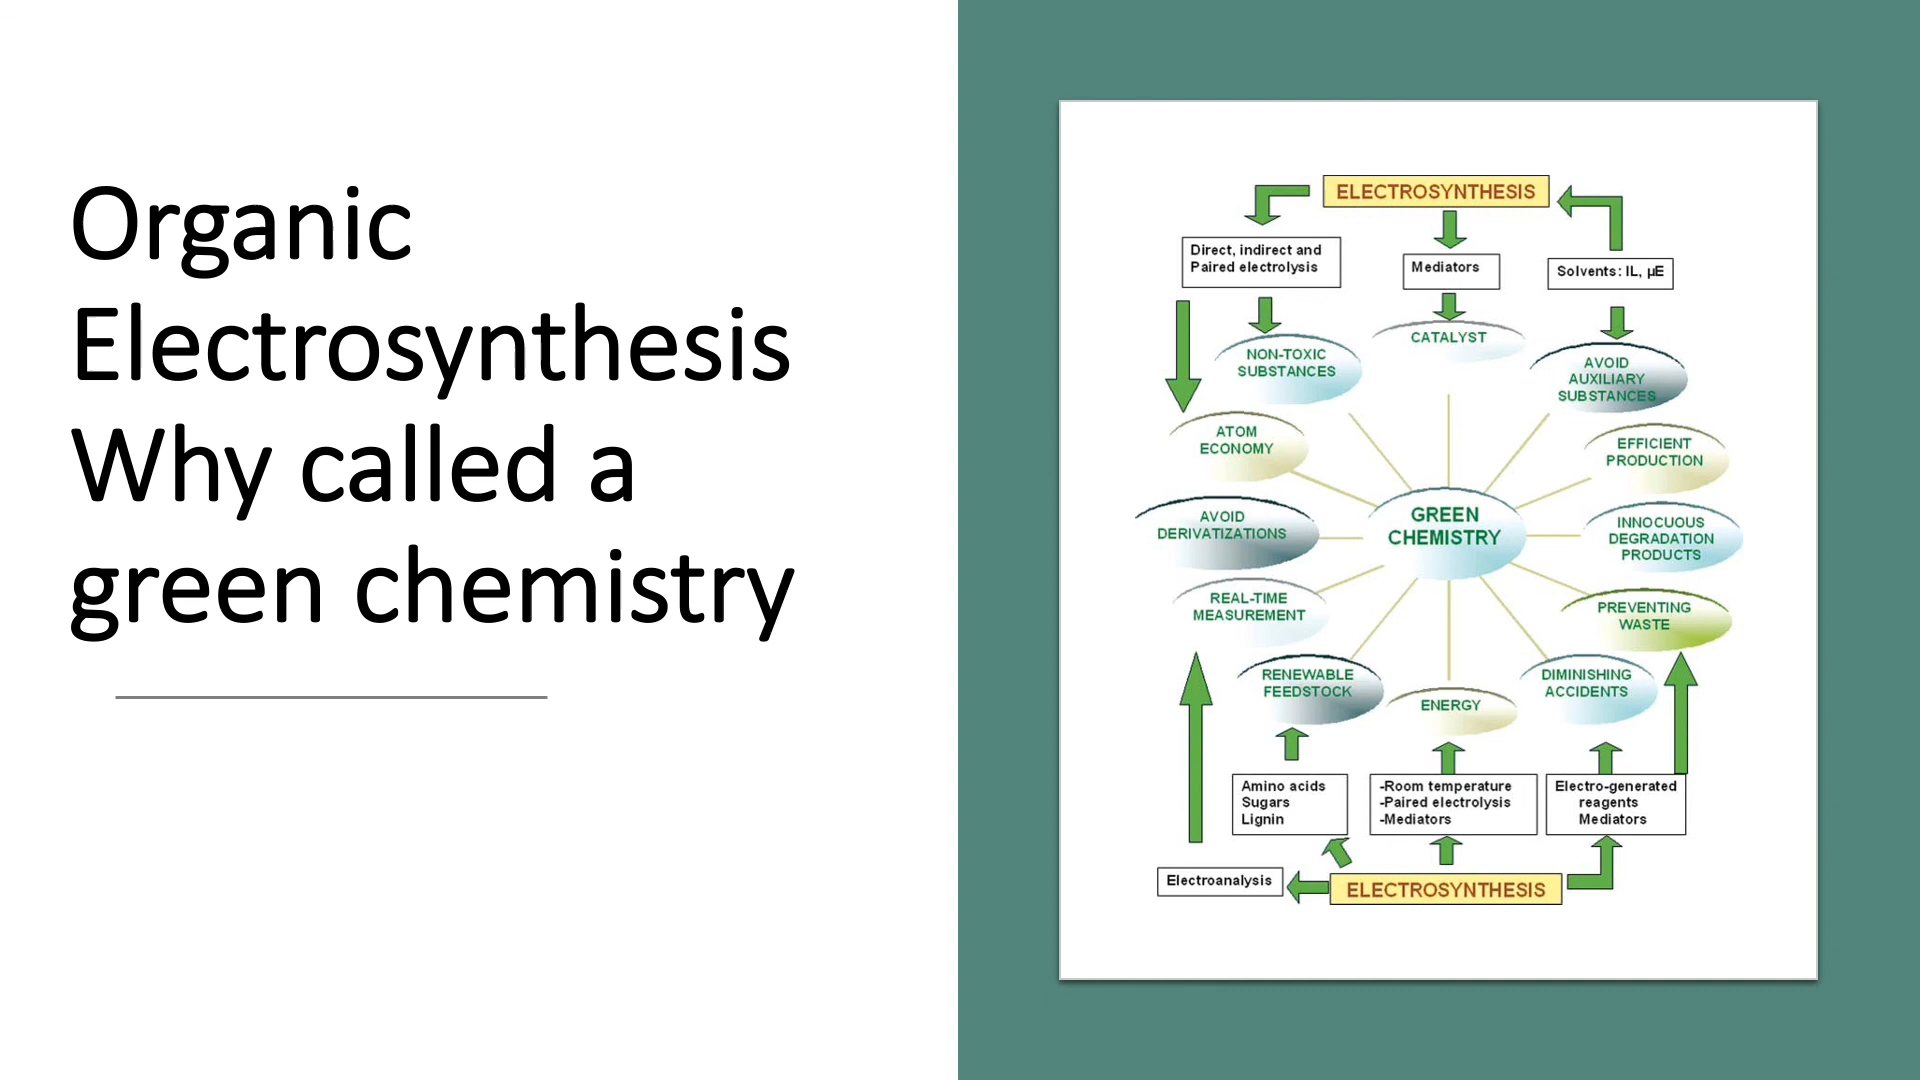 Organic
Electrosynthesis
Why called a
green chemistry
ELECTROSYNTHESIS
Direct, indirect and
Paired electrolysis
Mediators
Solvents: IL, µE
NON-TOXIC
SUBSTANCES
CATALYST
AVOID
AUXILIARY
SUBSTANCES
ATOM
ECONOMY
EFFICIENT
PRODUCTION
AVOID
DERIVATIZATIONS
GREEN
CHEMISTRY
INNOCUOUS
DEGRADATION
PRODUCTS
REAL-TIME
MEASUREMENT
PREVENTING
WASTE
RENEWABLE
FEEDSTOCK
ENERGY
DIMINISHING
ACCIDENTS
Amino acids
Sugars
Lignin
-Room temperature
-Paired electrolysis
-Mediators
Electro-generated
reagents
Mediators
Electroanalysis
ELECTROSYNTHESIS